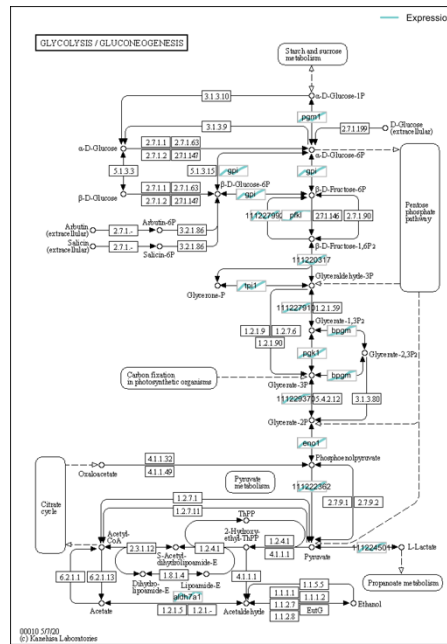 Expressio
GLYCOLYSIS / GLUCONEOGENESIS
Starch and sucrose
metabolism
3.1.3.10
α-D-Glucose-1P
pgm1
3.1.3.9
D-Glucose
(extracellular)
2.7.1.199
α-D-Glucose
2.7.1.1
2.7.1.63
2.7.1.2
2.7.1.147
α-D-Glucose-6P
5.1.3.3
5.1.3.15
gpi
gpi
Pentose
phosphate
pathway
β-D-Glucose
2.7.1.1
2.7.1.63
2.7.1.2
2.7.1.147
β-D-Glucose-6P
gpi
β-D-Fructose-6P
Arbutin
(extracellular)
2.7.1.-
Arbutin-6P
3.2.1.86
pfkl
2.7.1.146
2.7.1.90
Salicin
(extracellular)
2.7.1.-
Salicin-6P
3.2.1.86
β-D-Fructose-1,6P2
111220317
Glyceraldehyde-3P
Glycerone-P
tpi1
1.2.1.59
Glycerate-1,3P2
1.2.1.9
1.2.7.6
1.2.1.90
bpgm
pgk1
Glycerate-2,3P2
bpgm
Carbon fixation
in photosynthetic organisms
Glycerate-3P
5.4.2.12
3.1.3.80
Glycerate-2P
eno1
4.1.1.32
4.1.1.49
Oxaloacetate
Phosphoenolpyruvate
Pyruvate
metabolism
111222362
2.7.9.1
2.7.9.2
Citrate
cycle
1.2.7.1
1.2.7.11
ThPP
Acetyl-
CoA
2.3.1.12
1.2.4.1
2-Hydroxy-
ethyl-ThPP
1.2.4.1
4.1.1.1
Pyruvate
111224501
L-Lactate
S-Acetyl-
dihydrolipoamide-E
6.2.1.1
6.2.1.13
1.8.1.4
4.1.1.1
Dihydro-
lipoamide-E
Lipoamide-E
Propanoate metabolism
aldh7a1
Acetate
1.2.1.5
1.2.1.-
Acetaldehyde
1.1.1.1
1.1.1.2
1.1.2.7
1.1.2.8
1.1.5.5
EutG
Ethanol
00010 5/7/20
(c) Kanehisa Laboratories